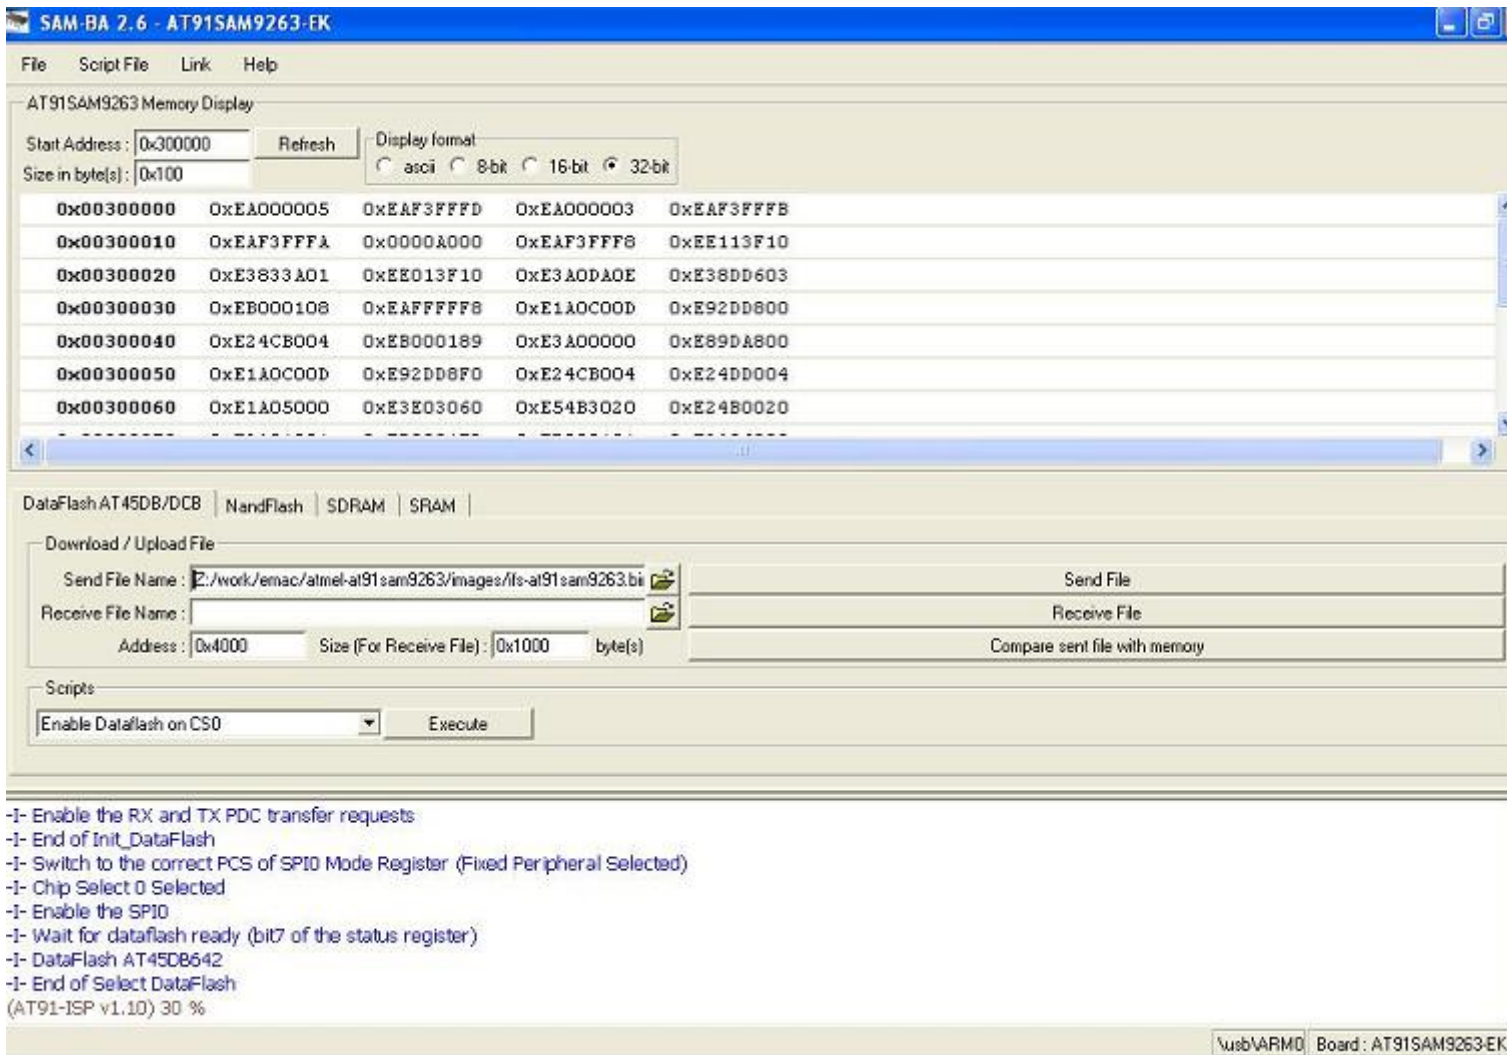 SAM-BA 2.6 - AT91SAM9263-EK
File Script File Link Help
AT91SAM9263 Memory Display
Start Address : 0x300000 Refresh Display format
Size in byte(s) : 0x100 ascii 8-bit 16-bit 32-bit
0x00300000 0xEA000005 0xEAF3FFFD 0xEA000003 0xEAF3FFFB
0x00300010 0xEAF3FFFA 0x0000A000 0xEAF3FFF8 0xEE113F10
0x00300020 0xE3833A01 0xEE013F10 0xE3A0DA0E 0xE38DD603
0x00300030 0xEB000108 0xEAFFFFF8 0xE1A0C00D 0xE92DD800
0x00300040 0xE24CB004 0xEB000189 0xE3A00000 0xE89DA800
0x00300050 0xE1A0C00D 0xE92DD8F0 0xE24CB004 0xE24DD004
0x00300060 0xE1A05000 0xE3E03060 0xE54B3020 0xE24B0020
DataFlash AT45DB/DCB NandFlash SDRAM SRAM
Download / Upload File
Send File Name : Z:/work/emac/atmel-at91sam9263/images/ifs-at91sam9263.bi Send File
Receive File Name : Receive File
Address : 0x4000 Size (For Receive File) : 0x1000 byte(s) Compare sent file with memory
Scripts
Enable Dataflash on CS0 Execute
-I- Enable the RX and TX PDC transfer requests
-I- End of Init_DataFlash
-I- Switch to the correct PCS of SPI0 Mode Register (Fixed Peripheral Selected)
-I- Chip Select 0 Selected
-I- Enable the SPI0
-I- Wait for dataflash ready (bit7 of the status register)
-I- DataFlash AT45DB642
-I- End of Select DataFlash
(AT91-ISP v1.10) 30 %
\usb\ARM0 Board : AT91SAM9263-EK